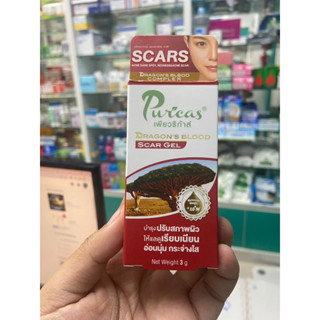 SCARS
DRAGON'S BLOOD
COMPLEX
Puricas®
เพียวริก้าส์
DRAGON'S BLOOD
SCAR GEL
บำรุง ปรับสภาพผิว
ให้แลดูเรียบเนียน
อ่อนนุ่ม กระจ่างใส
Net Weight 3 g